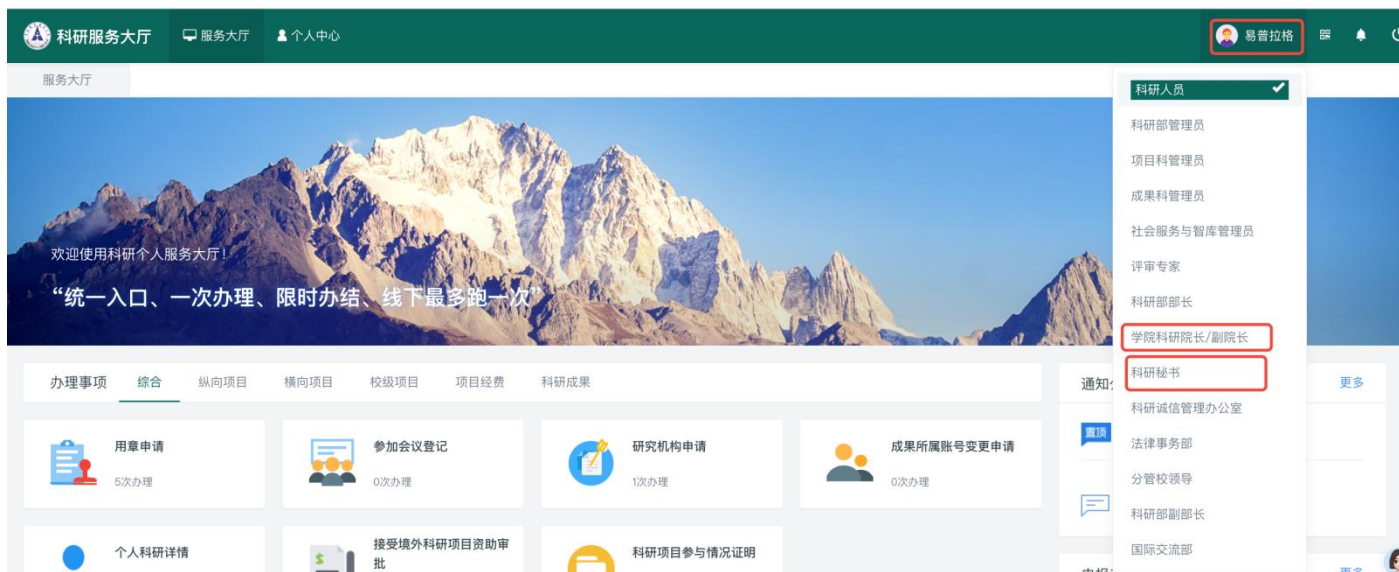 科研服务大厅
服务大厅
个人中心
易普拉格
服务大厅
科研人员
科研部管理员
项目科管理员
成果科管理员
社会服务与智库管理员
评审专家
科研部部长
学院科研院长/副院长
科研秘书
科研诚信管理办公室
法律事务部
分管校领导
科研部副部长
国际交流部
欢迎使用科研个人服务大厅！
“统一入口、一次办理、限时办结、线下最多跑一次”
办理事项
综合
纵向项目
横向项目
校级项目
项目经费
科研成果
通知
更多
置顶
用章申请
5次办理
参加会议登记
0次办理
研究机构申请
1次办理
成果所属账号变更申请
0次办理
个人科研详情
接受境外科研项目资助审
批
科研项目参与情况证明